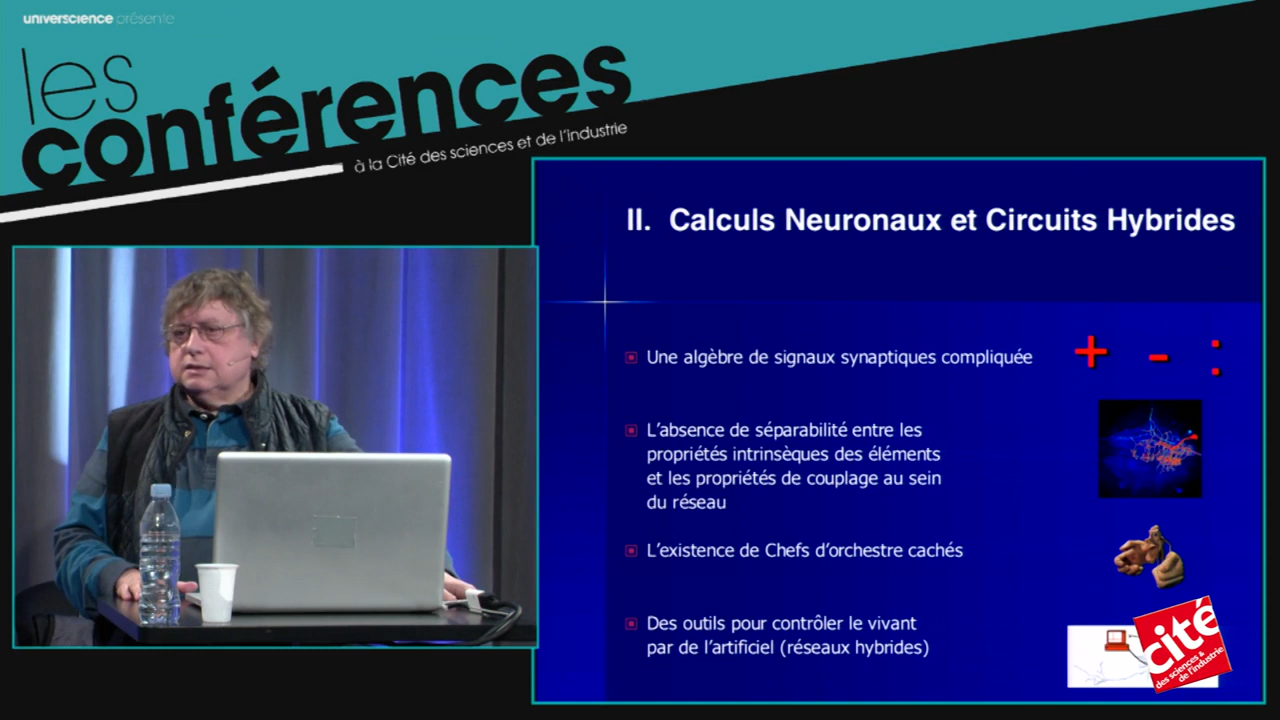 universcience présente
les
conférences
à la Cité des sciences et de l'industrie
II. Calculs Neuronaux et Circuits Hybrides
Une algèbre de signaux synaptiques compliquée + - :
L'absence de séparabilité entre les
propriétés intrinsèques des éléments
et les propriétés de couplage au sein
du réseau
L'existence de Chefs d'orchestre cachés
Des outils pour contrôler le vivant
par de l'artificiel (réseaux hybrides)
cité
des sciences &
de l'industrie